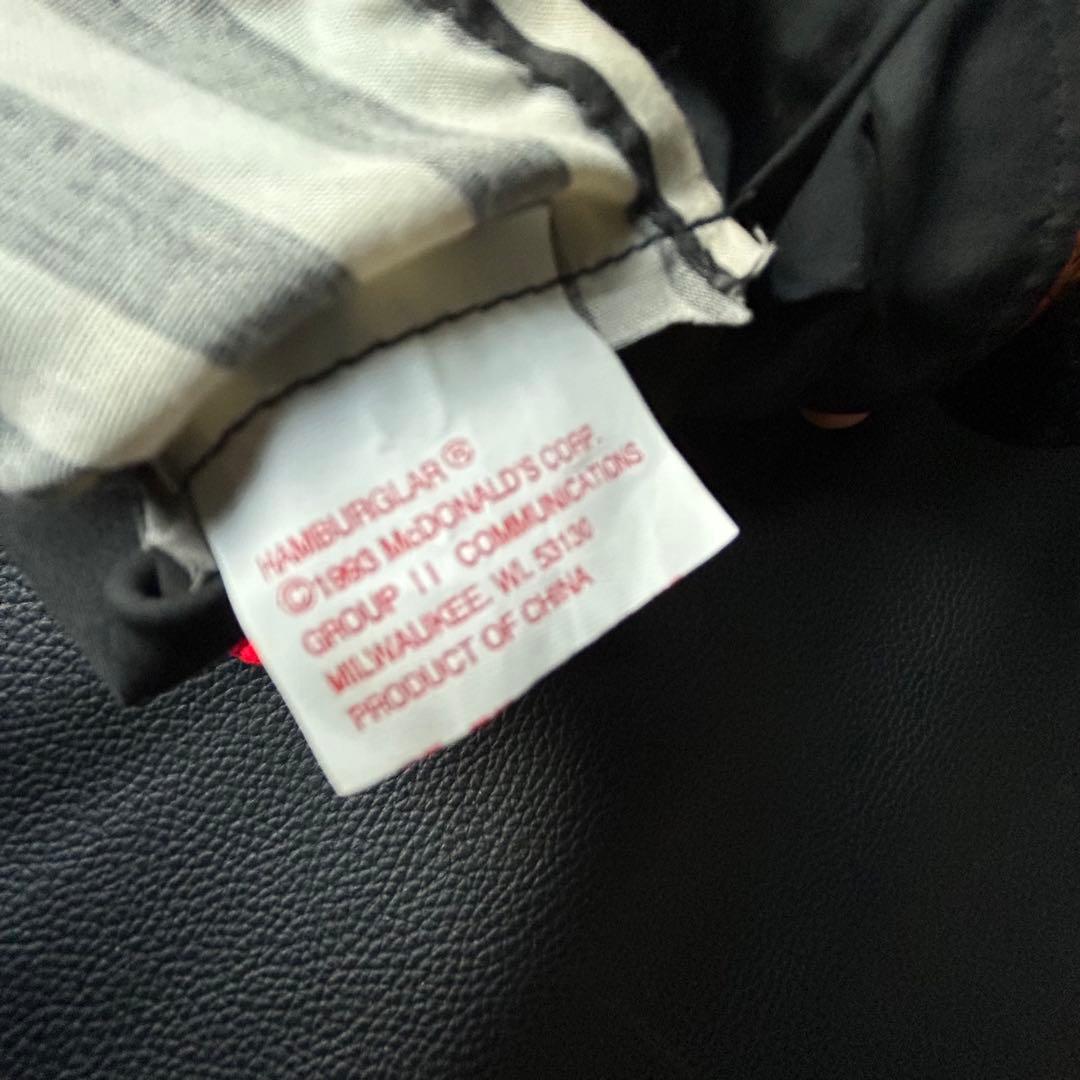 HAMBURGLAR ®
©1993 McDONALD'S CORP.
GROUP II COMMUNICATIONS
MILWAUKEE. WI. 53130
PRODUCT OF CHINA